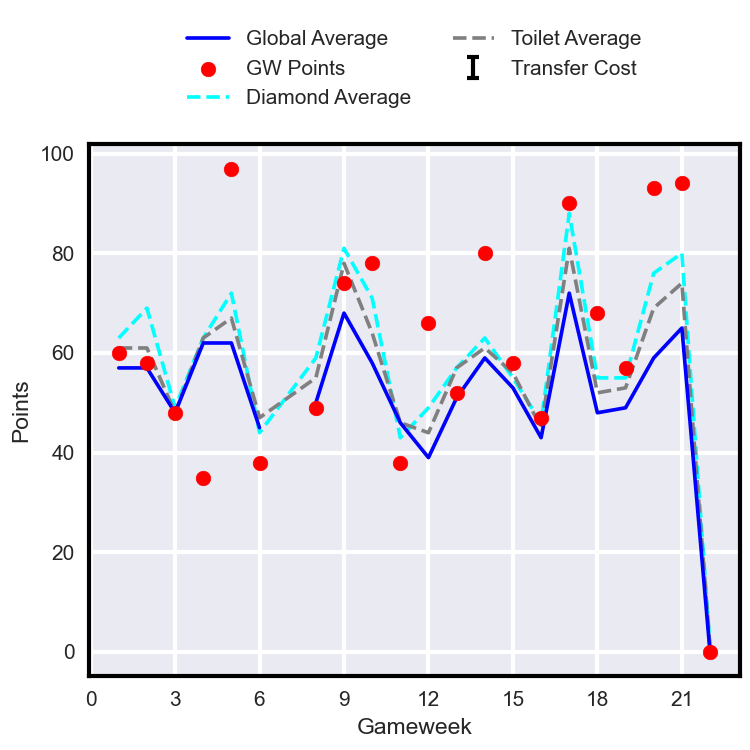 Global Average
GW Points
Diamond Average
Toilet Average
Transfer Cost
100
80
60
40
20
0
Points
0 3 6 9 12 15 18 21
Gameweek